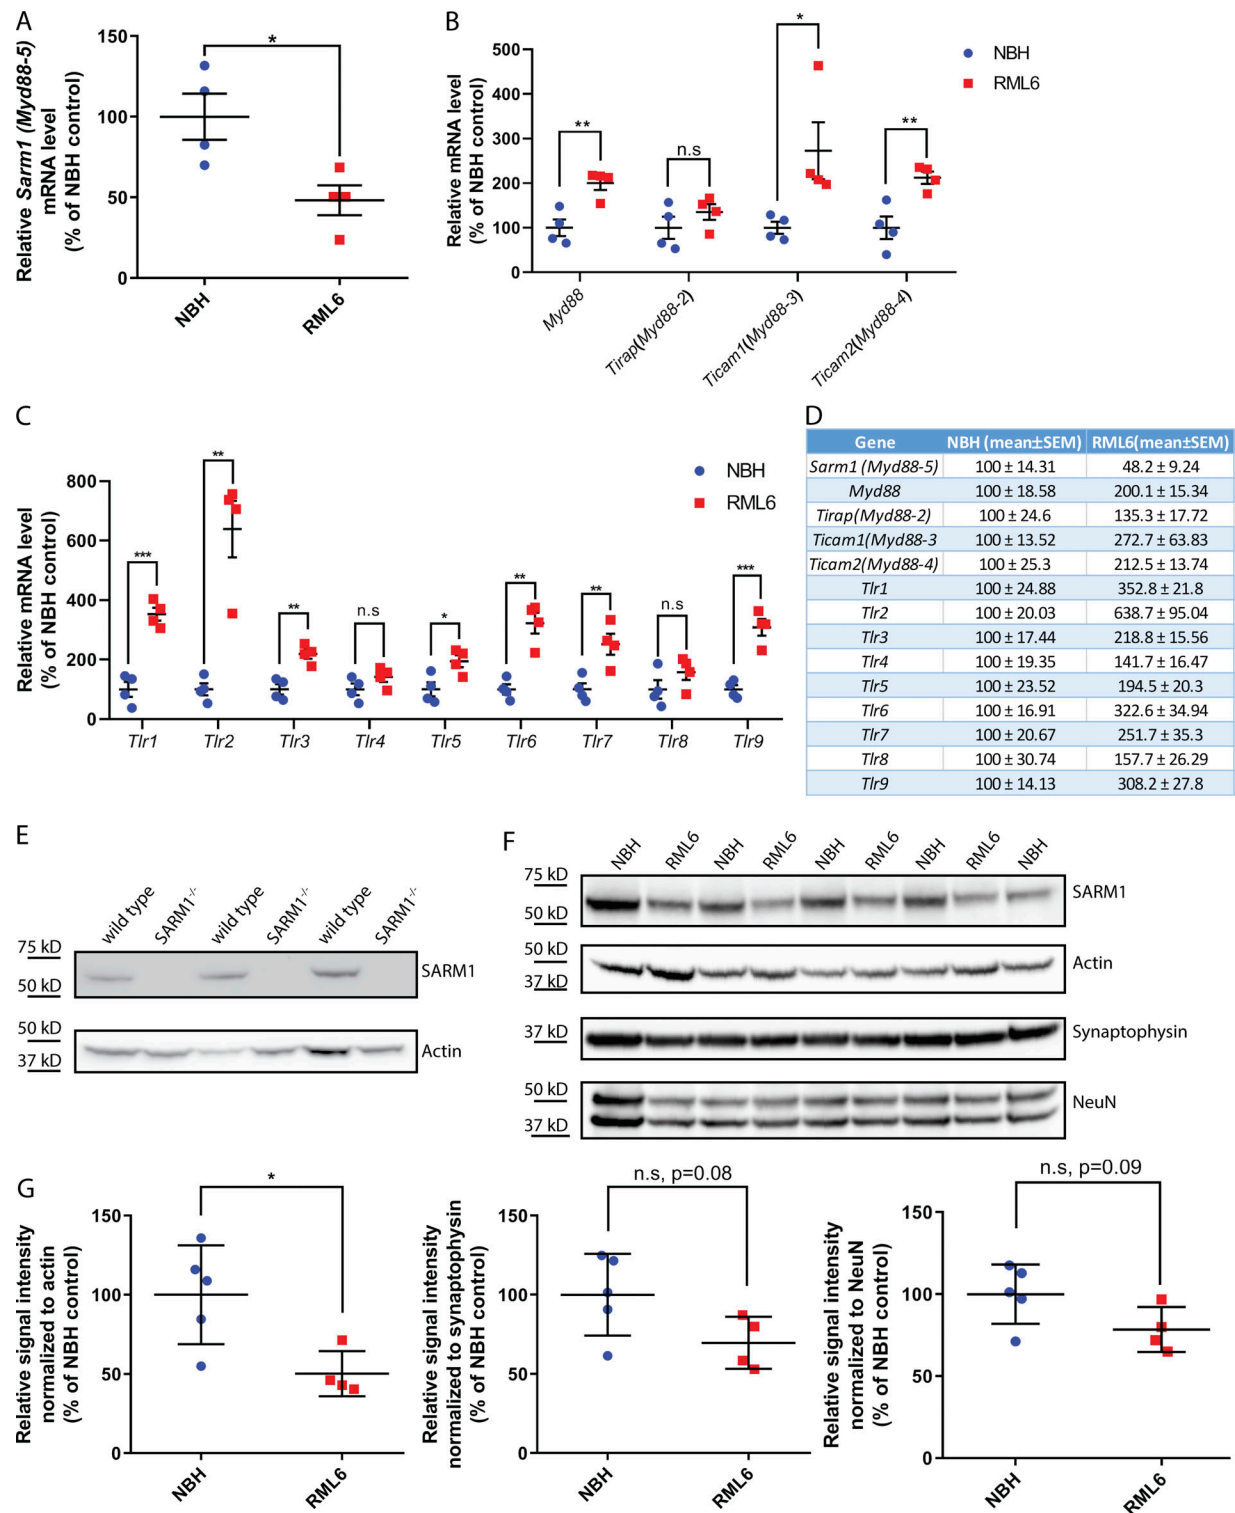 A
Relative Sarm1 (Myd88-5)
mRNA level
(% of NBH control)
150
100
50
0
*
NBH
RML6
B
Relative mRNA level
(% of NBH control)
500
400
300
200
100
0
**
n.s
*
**
NBH
RML6
Myd88
Tirap(Myd88-2)
Ticam1(Myd88-3)
Ticam2(Myd88-4)
C
Relative mRNA level
(% of NBH control)
800
600
400
200
0
***
**
**
n.s
*
**
**
n.s
***
NBH
RML6
Tlr1 Tlr2 Tlr3 Tlr4 Tlr5 Tlr6 Tlr7 Tlr8 Tlr9
D
Gene NBH (mean±SEM) RML6(mean±SEM)
Sarm1 (Myd88-5) 100 ± 14.31 48.2 ± 9.24
Myd88 100 ± 18.58 200.1 ± 15.34
Tirap(Myd88-2) 100 ± 24.6 135.3 ± 17.72
Ticam1(Myd88-3 100 ± 13.52 272.7 ± 63.83
Ticam2(Myd88-4) 100 ± 25.3 212.5 ± 13.74
Tlr1 100 ± 24.88 352.8 ± 21.8
Tlr2 100 ± 20.03 638.7 ± 95.04
Tlr3 100 ± 17.44 218.8 ± 15.56
Tlr4 100 ± 19.35 141.7 ± 16.47
Tlr5 100 ± 23.52 194.5 ± 20.3
Tlr6 100 ± 16.91 322.6 ± 34.94
Tlr7 100 ± 20.67 251.7 ± 35.3
Tlr8 100 ± 30.74 157.7 ± 26.29
Tlr9 100 ± 14.13 308.2 ± 27.8
E
wild type SARM1-/- wild type SARM1-/- wild type SARM1-/-
75 kD
50 kD
SARM1
50 kD
37 kD
Actin
F
NBH RML6 NBH RML6 NBH RML6 NBH RML6 NBH
75 kD
50 kD
SARM1
50 kD
37 kD
Actin
37 kD
Synaptophysin
50 kD
37 kD
NeuN
G
Relative signal intensity
normalized to actin
(% of NBH control)
150
100
50
0
*
NBH
RML6
Relative signal intensity
normalized to synaptophysin
(% of NBH control)
150
100
50
0
n.s, p=0.08
NBH
RML6
Relative signal intensity
normalized to NeuN
(% of NBH control)
150
100
50
0
n.s, p=0.09
NBH
RML6